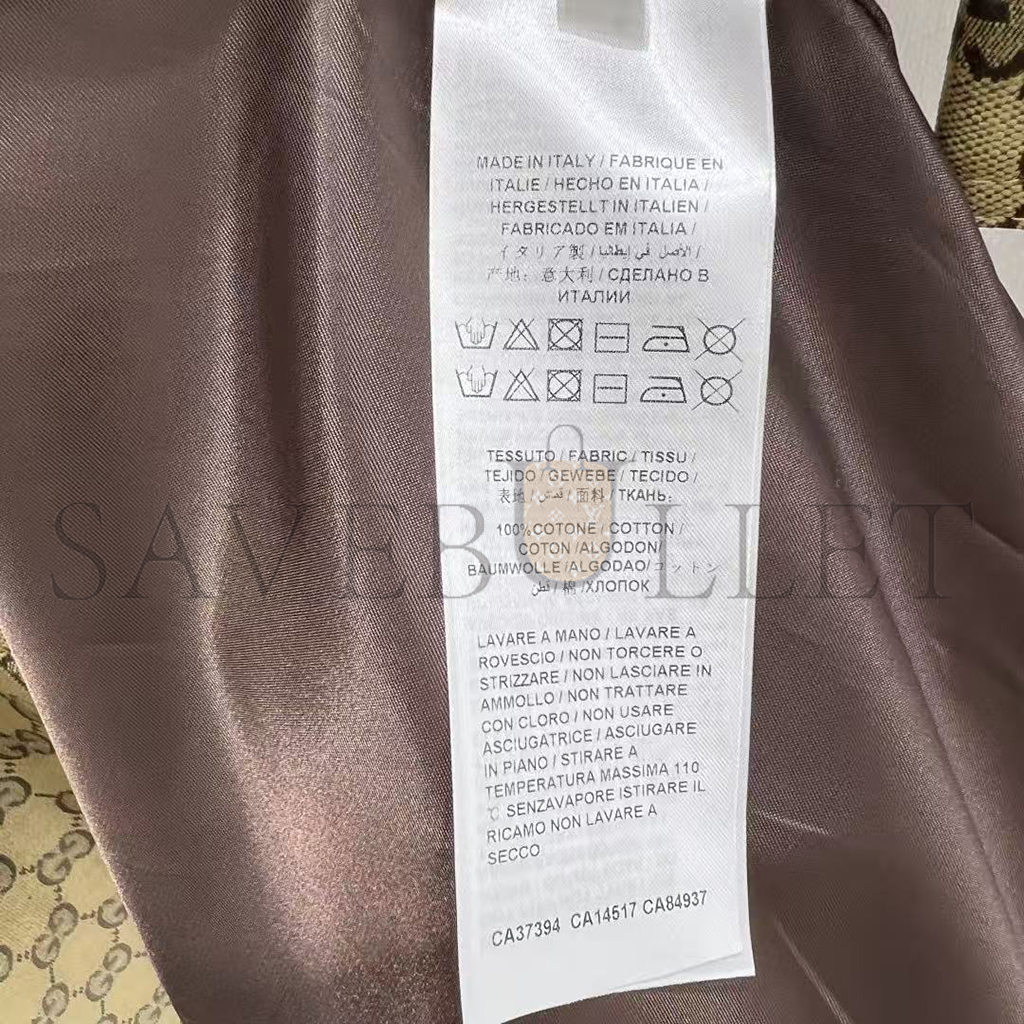 MADE IN ITALY / FABRIQUE EN
ITALIE / HECHO EN ITALIA /
HERGESTELLT IN ITALIEN /
FABRICADO EM ITALIA /
イタリア製 / الأصل في إيطاليا /
产地: 意大利 / СДЕЛАНО В
ИТАЛИИ
TESSUTO / FABRIC / TISSU /
TEJIDO / GEWEBE / TECIDO /
表地 / قماش / 面料 / ТКАНЬ:
100% COTONE / COTTON /
COTON /ALGODON/
BAUMWOLLE /ALGODAO/ コットン
/ قطن / 棉 /ХЛОПОК
SAVEBULLET
LAVARE A MANO / LAVARE A
ROVESCIO / NON TORCERE O
STRIZZARE / NON LASCIARE IN
AMMOLLO / NON TRATTARE
CON CLORO / NON USARE
ASCIUGATRICE / ASCIUGARE
IN PIANO / STIRARE A
TEMPERATURA MASSIMA 110
℃ SENZAVAPORE ISTIRARE IL
RICAMO NON LAVARE A
SECCO
CA37394 CA14517 CA84937